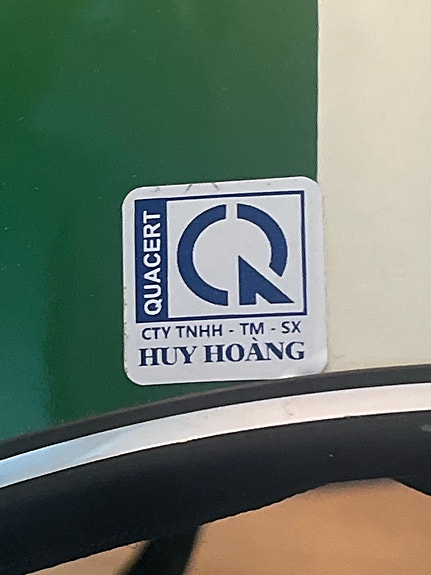 QUACERT
CTY TNHH - TM - SX
HUY HOÀNG